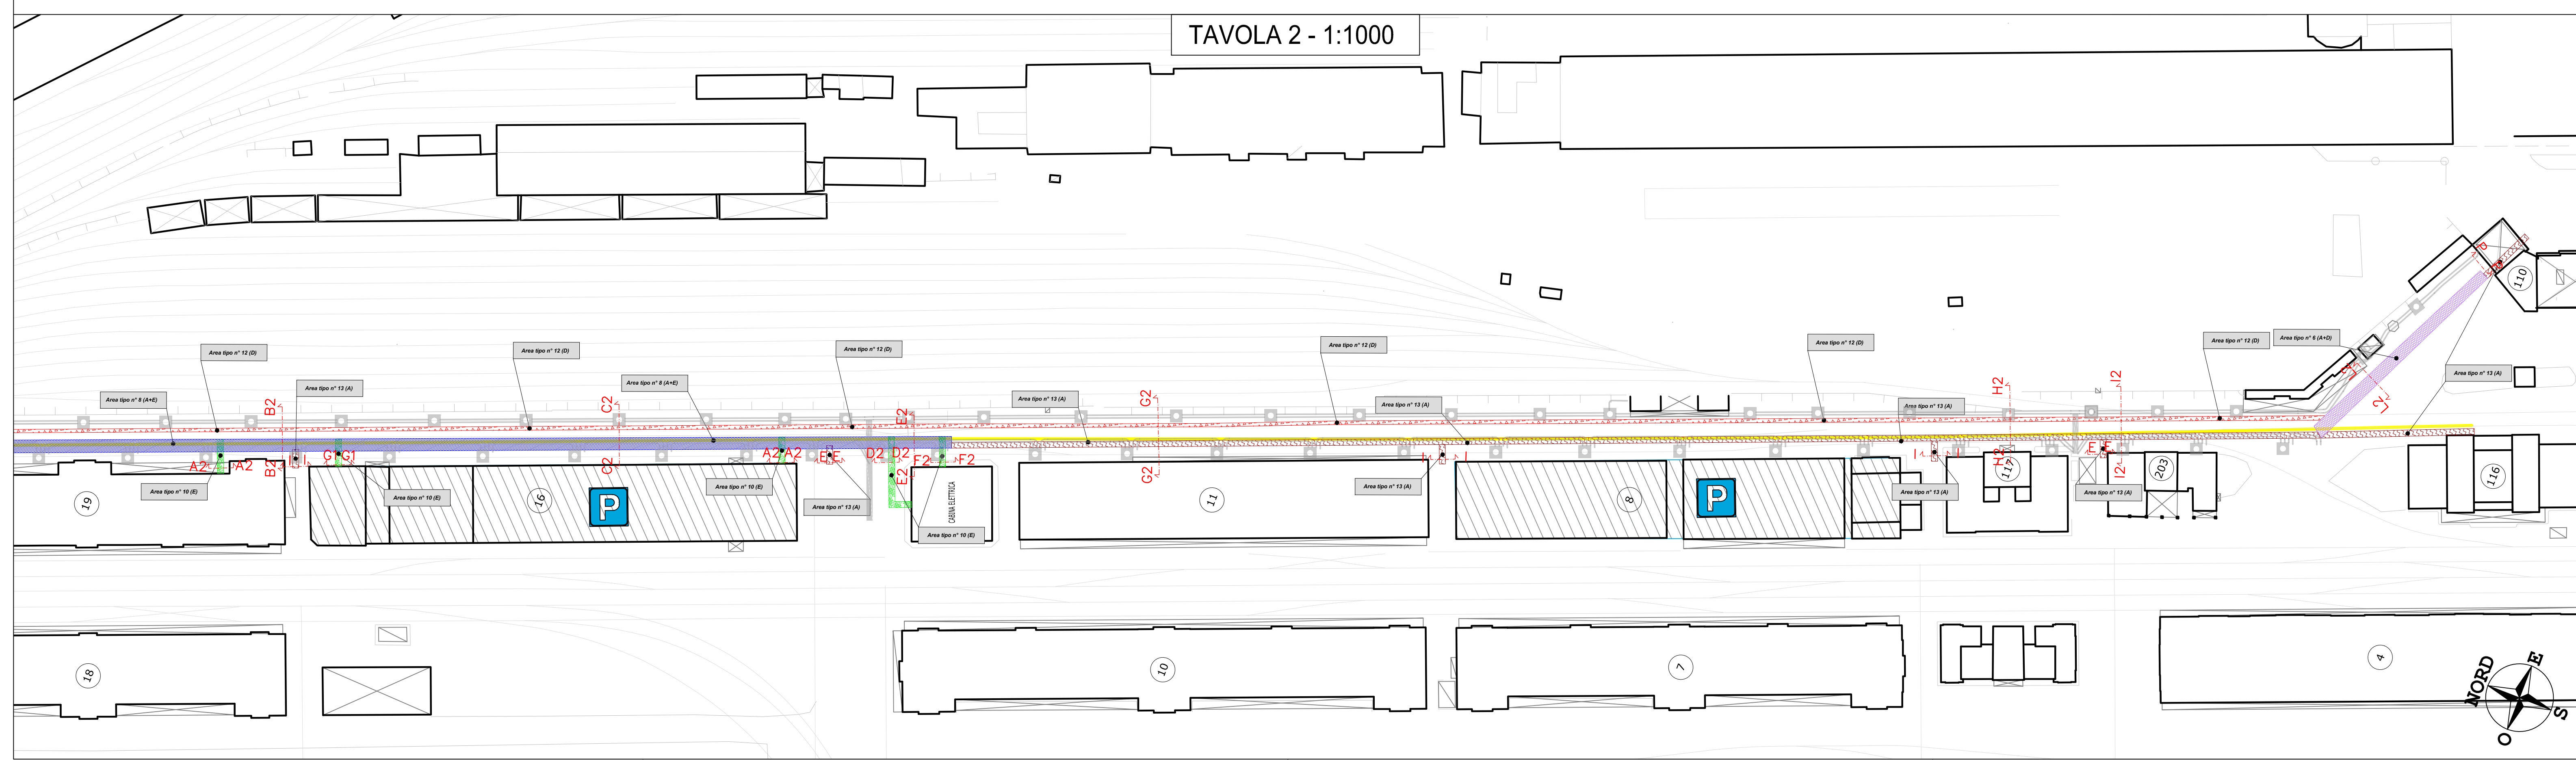 TAVOLA 2 - 1:1000
Area tipo n° 12 (D)
Area tipo n° 12 (D)
Area tipo n° 12 (D)
Area tipo n° 12 (D)
Area tipo n° 12 (D)
Area tipo n° 12 (D)
Area tipo n° 6 (A+D)
Area tipo n° 13 (A)
Area tipo n° 8 (A+E)
Area tipo n° 13 (A)
Area tipo n° 8 (A+E)
Area tipo n° 13 (A)
Area tipo n° 13 (A)
Area tipo n° 13 (A)
B2
C2
E2
G2
H2
I2
L2
110
A2
A2
B2
I
I
G1
G1
C2
A2
A2
E
E
D2
D2
E2
F2
F2
G2
I
I
I
I
H2
E
E
I2
Area tipo n° 10 (E)
Area tipo n° 10 (E)
Area tipo n° 10 (E)
Area tipo n° 13 (A)
Area tipo n° 10 (E)
Area tipo n° 13 (A)
Area tipo n° 13 (A)
Area tipo n° 13 (A)
19
16
P
CABINA ELETTRICA
11
8
P
117
203
116
18
10
7
4
NORD
E
S
O